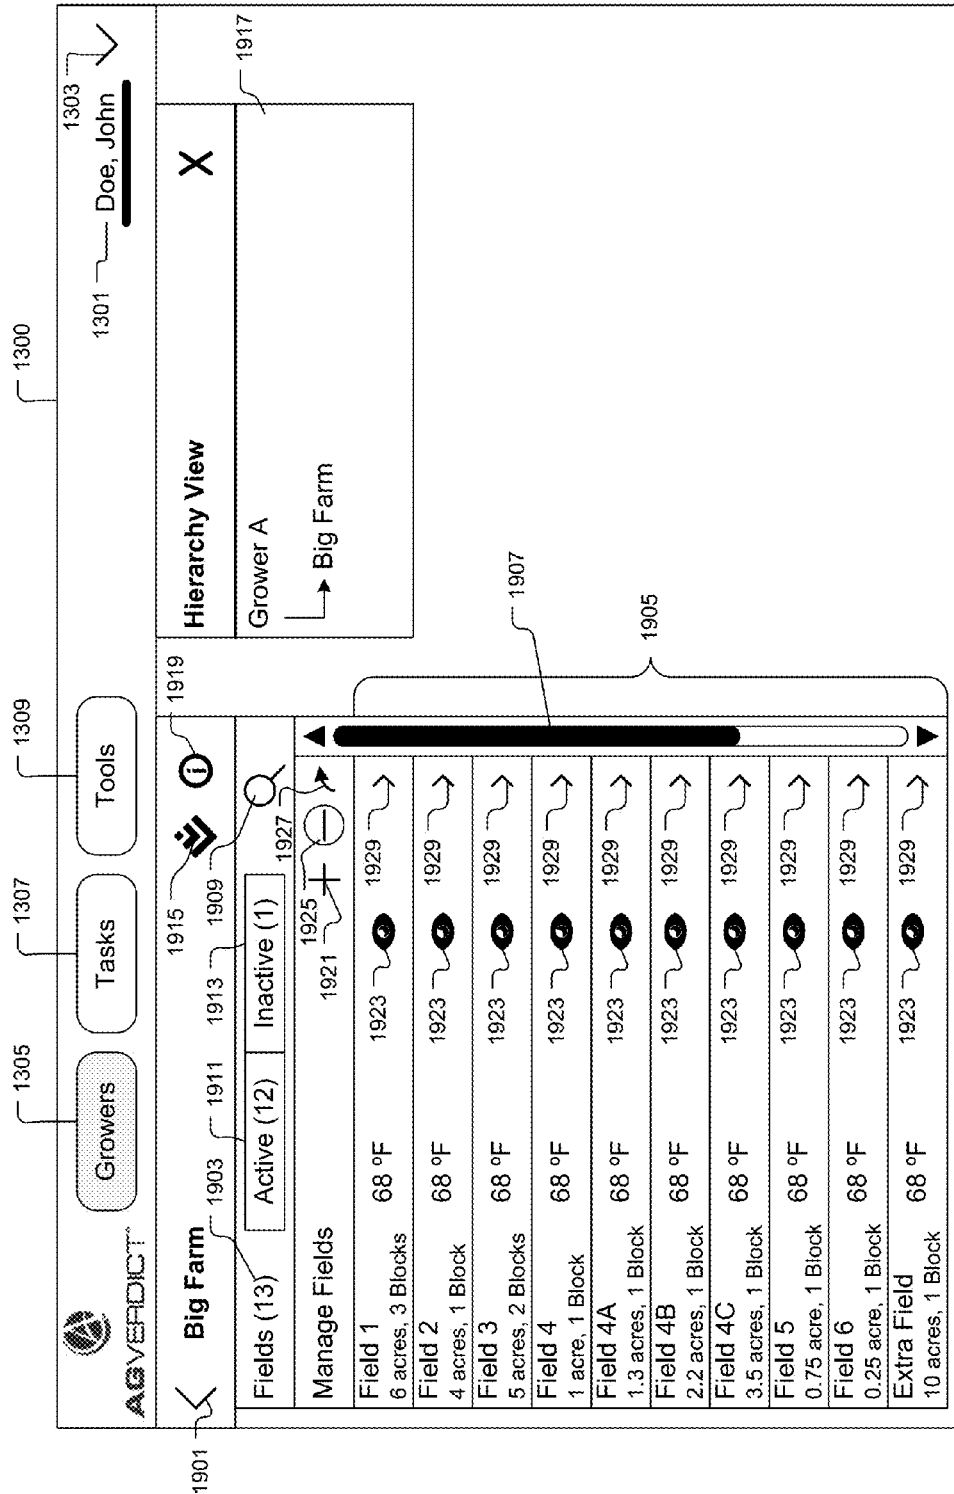 1300
1305
1307
1309
1301
1303
AGVERDICT
Growers
Tasks
Tools
Doe, John
1901
Big Farm
1903
1911
1913
1909
1915
1919
Fields (13)
Active (12)
Inactive (1)
Manage Fields
1921
1925
1927
Field 1
6 acres, 3 Blocks
68 °F
1923
1929
Field 2
4 acres, 1 Block
68 °F
1923
1929
Field 3
5 acres, 2 Blocks
68 °F
1923
1929
Field 4
1 acre, 1 Block
68 °F
1923
1929
Field 4A
1.3 acres, 1 Block
68 °F
1923
1929
Field 4B
2.2 acres, 1 Block
68 °F
1923
1929
Field 4C
3.5 acres, 1 Block
68 °F
1923
1929
Field 5
0.75 acre, 1 Block
68 °F
1923
1929
Field 6
0.25 acre, 1 Block
68 °F
1923
1929
Extra Field
10 acres, 1 Block
68 °F
1923
1929
1907
1905
Hierarchy View
X
Grower A
Big Farm
1917